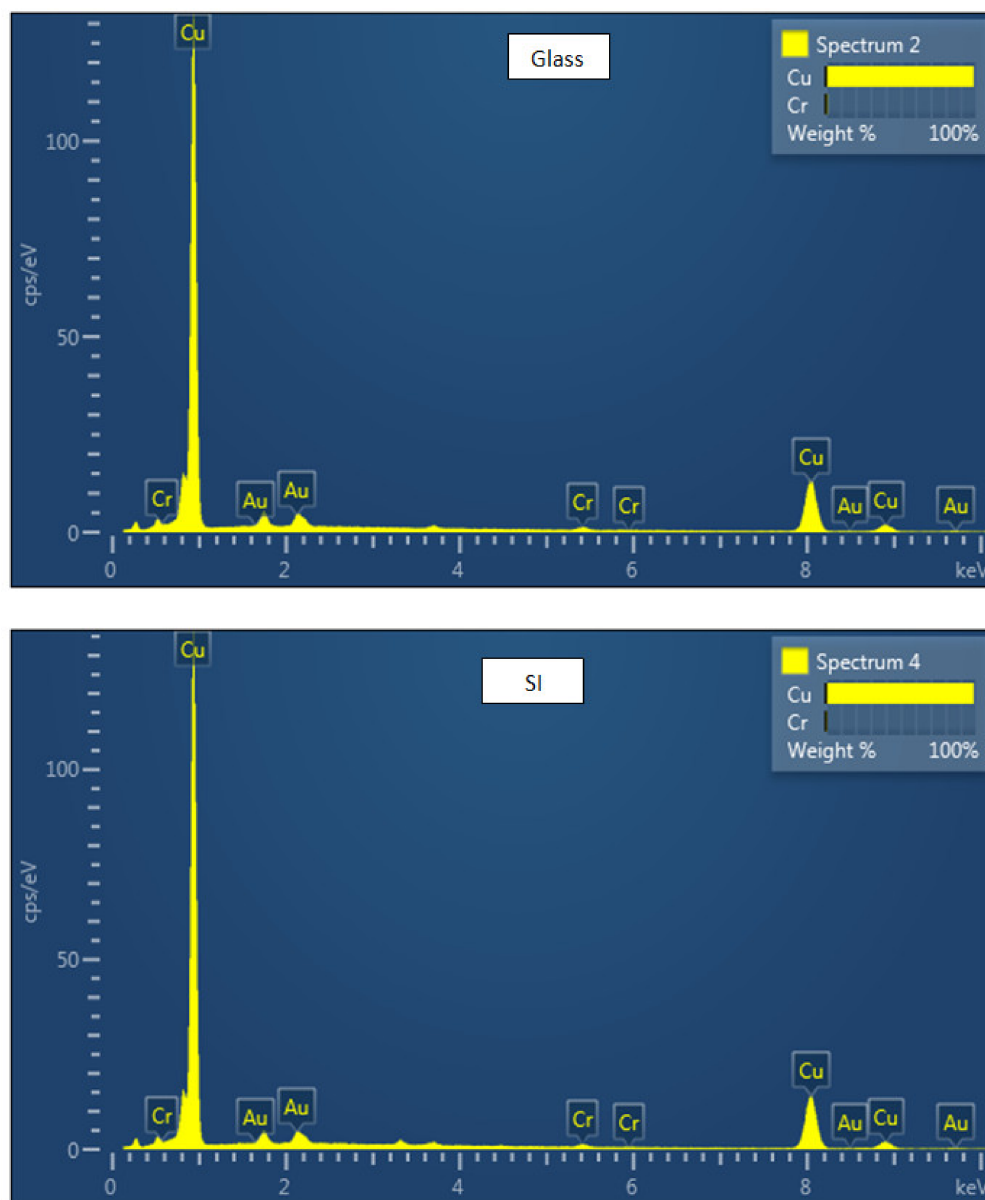 Cu
Glass
Spectrum 2
Cu
Cr
Weight % 100%
100
cps/eV
50
Cr
Au
Au
Cr
Cr
Cu
Au
Cu
Au
0
0 2 4 6 8 keV
Cu
SI
Spectrum 4
Cu
Cr
Weight % 100%
100
cps/eV
50
Cr
Au
Au
Cr
Cr
Cu
Au
Cu
Au
0
0 2 4 6 8 keV